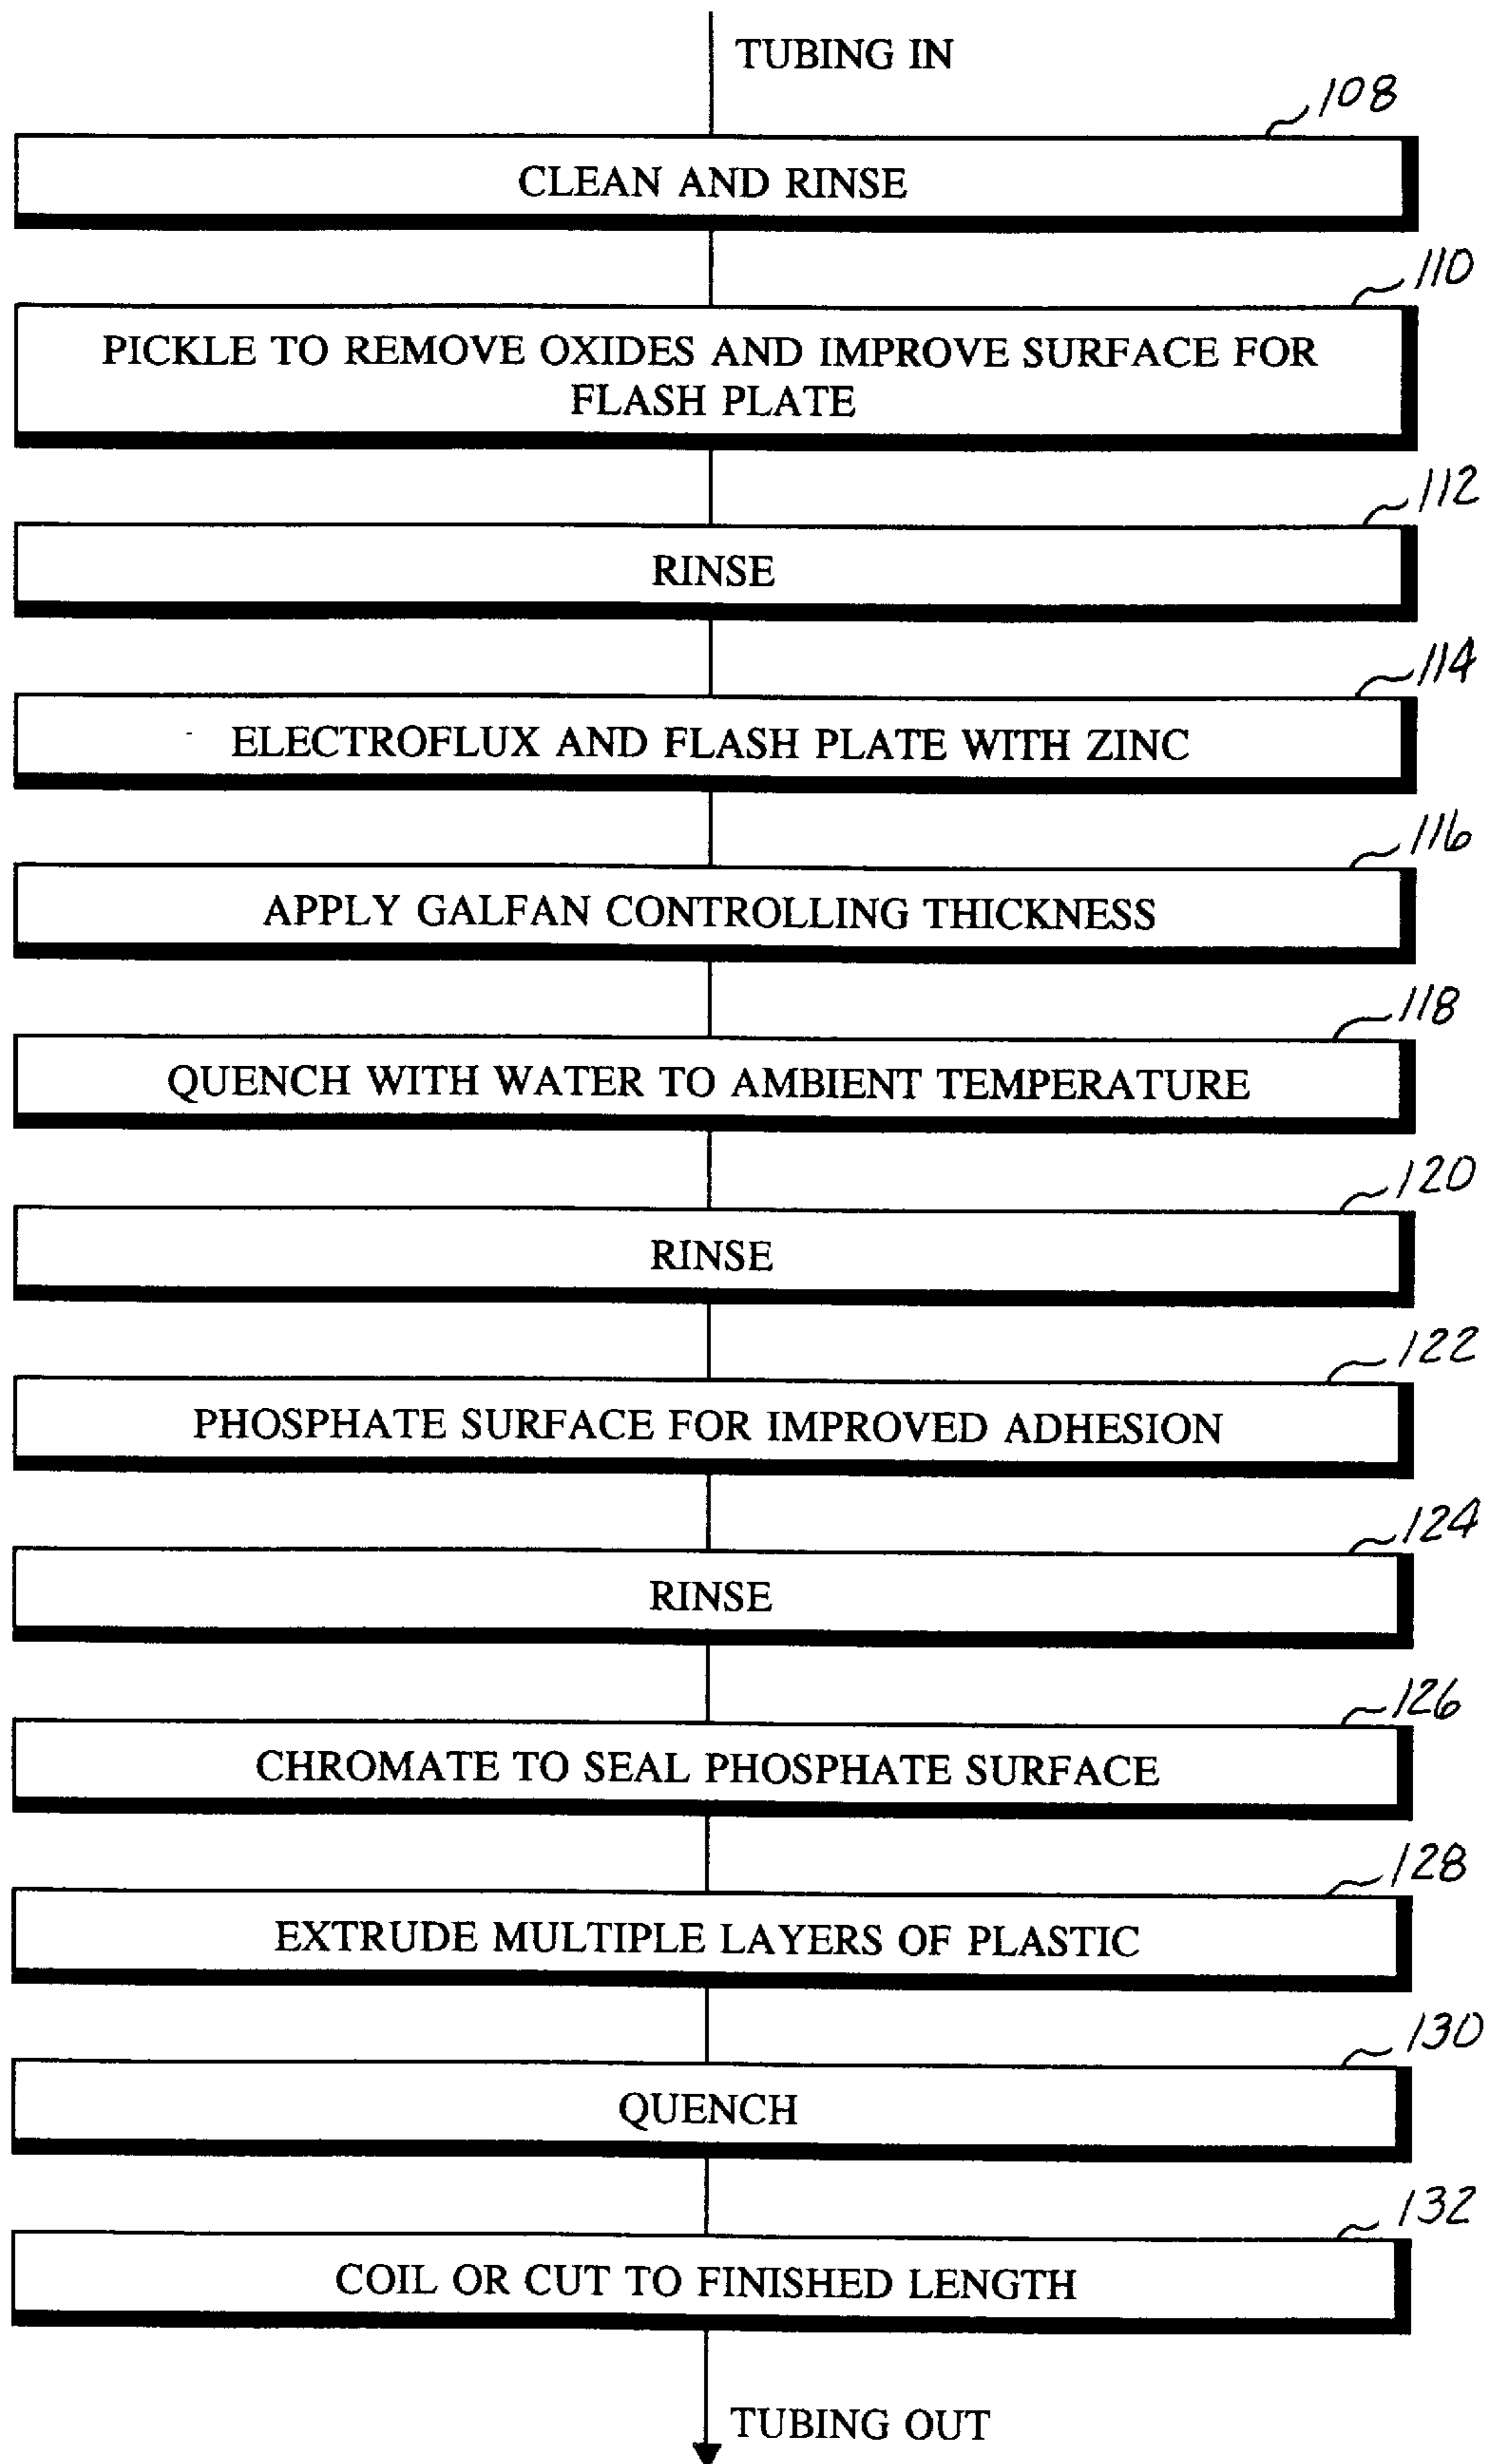 TUBING IN
108
CLEAN AND RINSE
110
PICKLE TO REMOVE OXIDES AND IMPROVE SURFACE FOR
FLASH PLATE
112
RINSE
114
ELECTROFLUX AND FLASH PLATE WITH ZINC
116
APPLY GALFAN CONTROLLING THICKNESS
118
QUENCH WITH WATER TO AMBIENT TEMPERATURE
120
RINSE
122
PHOSPHATE SURFACE FOR IMPROVED ADHESION
124
RINSE
126
CHROMATE TO SEAL PHOSPHATE SURFACE
128
EXTRUDE MULTIPLE LAYERS OF PLASTIC
130
QUENCH
132
COIL OR CUT TO FINISHED LENGTH
TUBING OUT